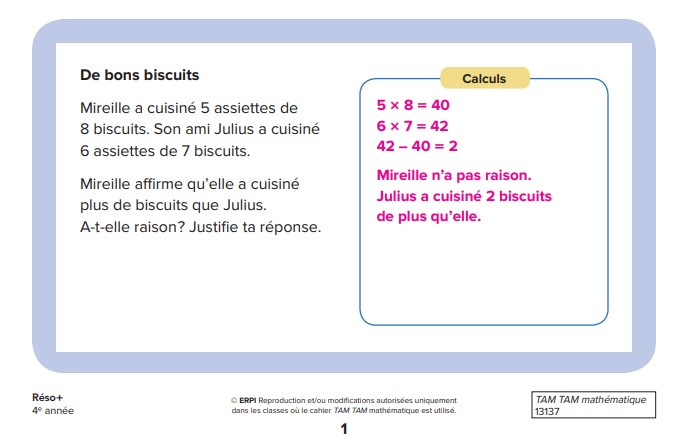 De bons biscuits
Mireille a cuisiné 5 assiettes de
8 biscuits. Son ami Julius a cuisiné
6 assiettes de 7 biscuits.
Mireille affirme qu’elle a cuisiné
plus de biscuits que Julius.
A-t-elle raison? Justifie ta réponse.
Calculs
5 × 8 = 40
6 × 7 = 42
42 – 40 = 2
Mireille n’a pas raison.
Julius a cuisiné 2 biscuits
de plus qu’elle.
Réso+
4e année
© ERPI Reproduction et/ou modifications autorisées uniquement
dans les classes où le cahier TAM TAM mathématique est utilisé.
TAM TAM mathématique
13137
1